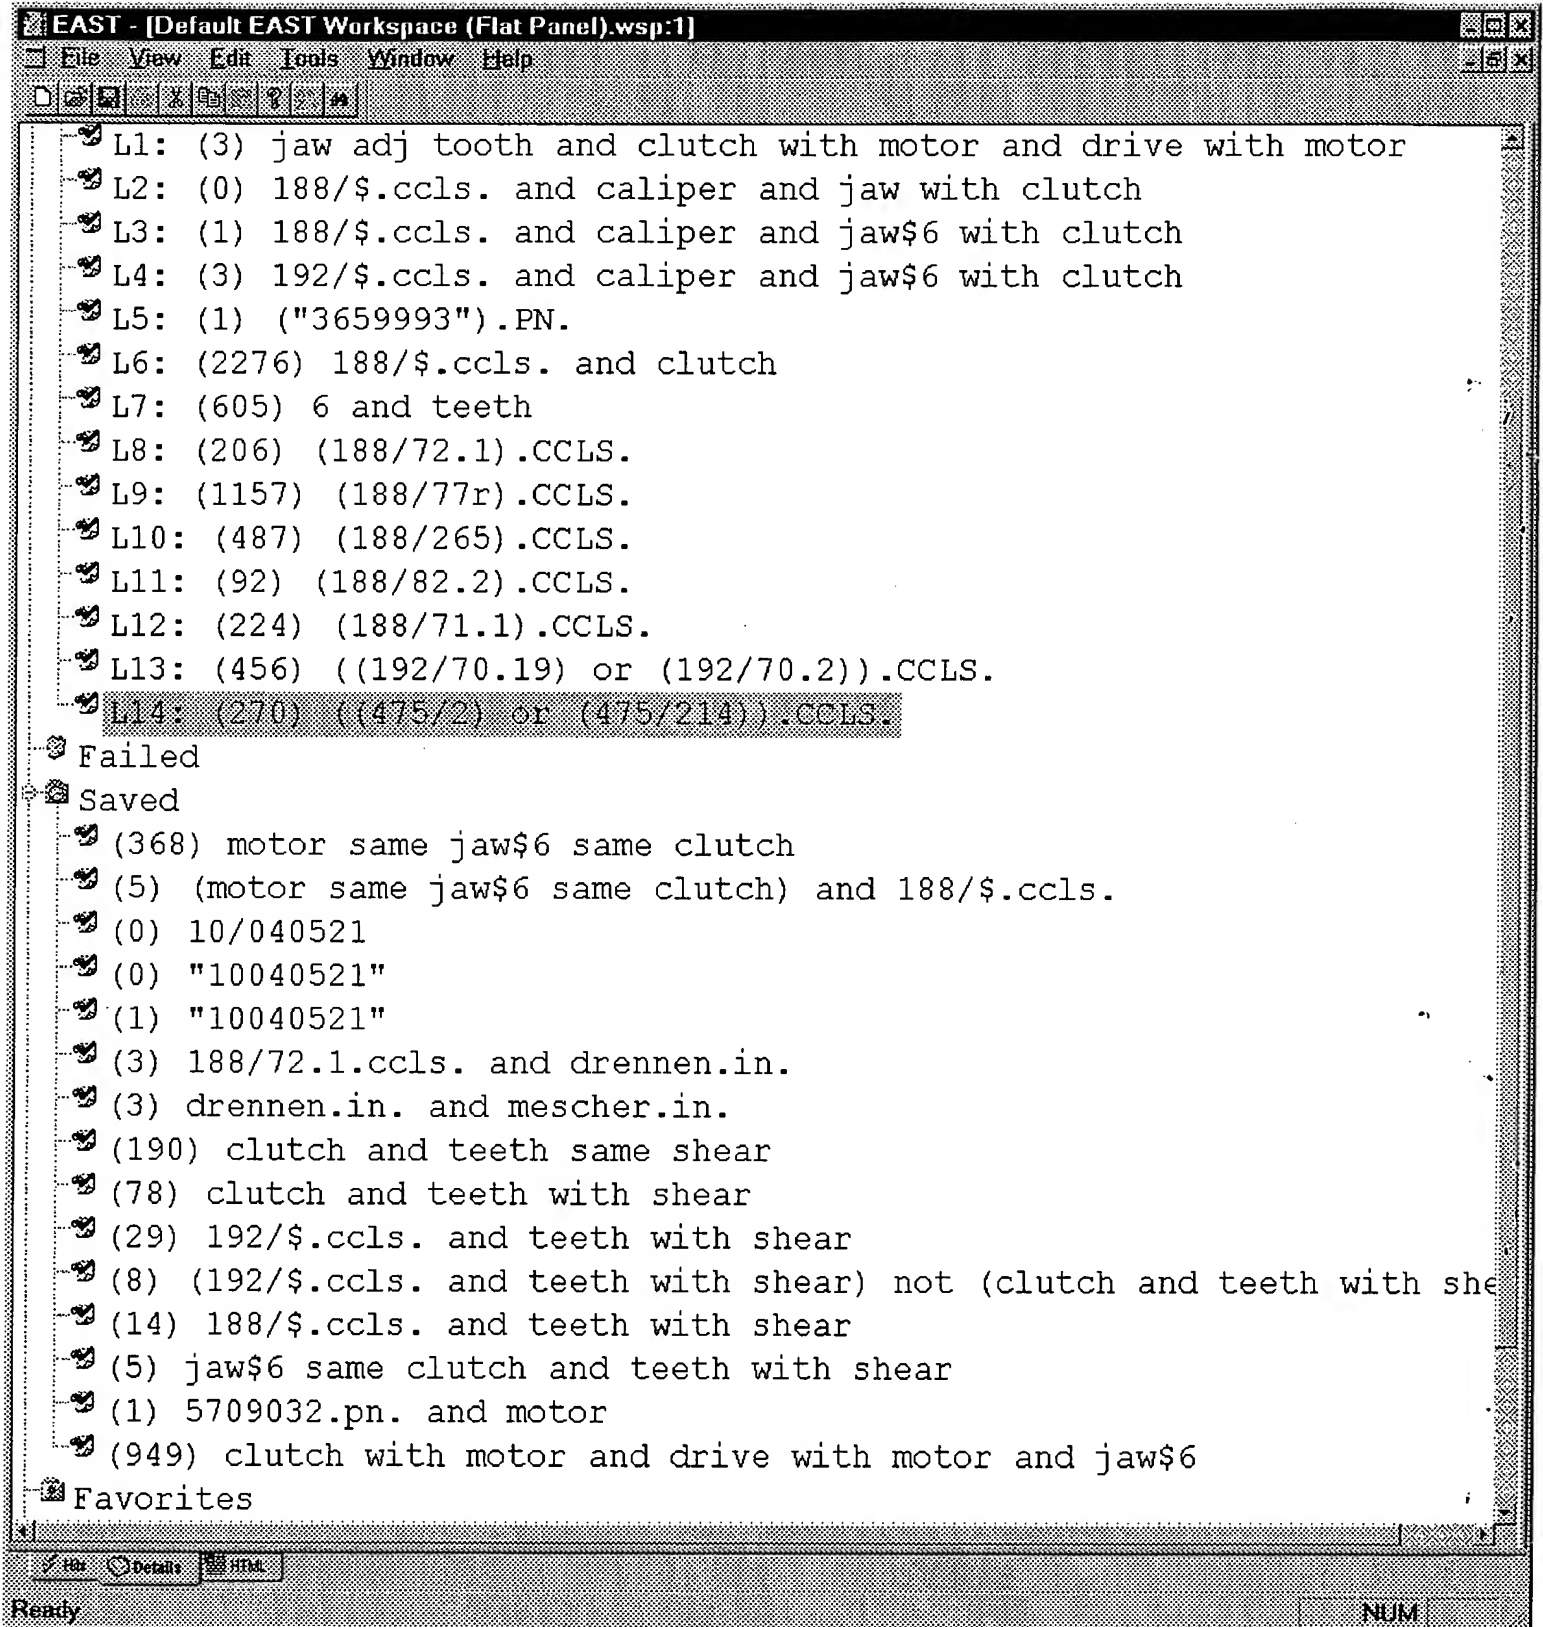 EAST - [Default EAST Workspace (Flat Panel).wsp:1]
File View Edit Tools Window Help
L1: (3) jaw adj tooth and clutch with motor and drive with motor
L2: (0) 188/$.ccls. and caliper and jaw with clutch
L3: (1) 188/$.ccls. and caliper and jaw$6 with clutch
L4: (3) 192/$.ccls. and caliper and jaw$6 with clutch
L5: (1) ("3659993").PN.
L6: (2276) 188/$.ccls. and clutch
L7: (605) 6 and teeth
L8: (206) (188/72.1).CCLS.
L9: (1157) (188/77r).CCLS.
L10: (487) (188/265).CCLS.
L11: (92) (188/82.2).CCLS.
L12: (224) (188/71.1).CCLS.
L13: (456) ((192/70.19) or (192/70.2)).CCLS.
L14: (270) ((475/2) or (475/214)).CCLS.
Failed
Saved
(368) motor same jaw$6 same clutch
(5) (motor same jaw$6 same clutch) and 188/$.ccls.
(0) 10/040521
(0) "10040521"
(1) "10040521"
(3) 188/72.1.ccls. and drennen.in.
(3) drennen.in. and mescher.in.
(190) clutch and teeth same shear
(78) clutch and teeth with shear
(29) 192/$.ccls. and teeth with shear
(8) (192/$.ccls. and teeth with shear) not (clutch and teeth with she
(14) 188/$.ccls. and teeth with shear
(5) jaw$6 same clutch and teeth with shear
(1) 5709032.pn. and motor
(949) clutch with motor and drive with motor and jaw$6
Favorites
Hits Details HTML
Ready NUM